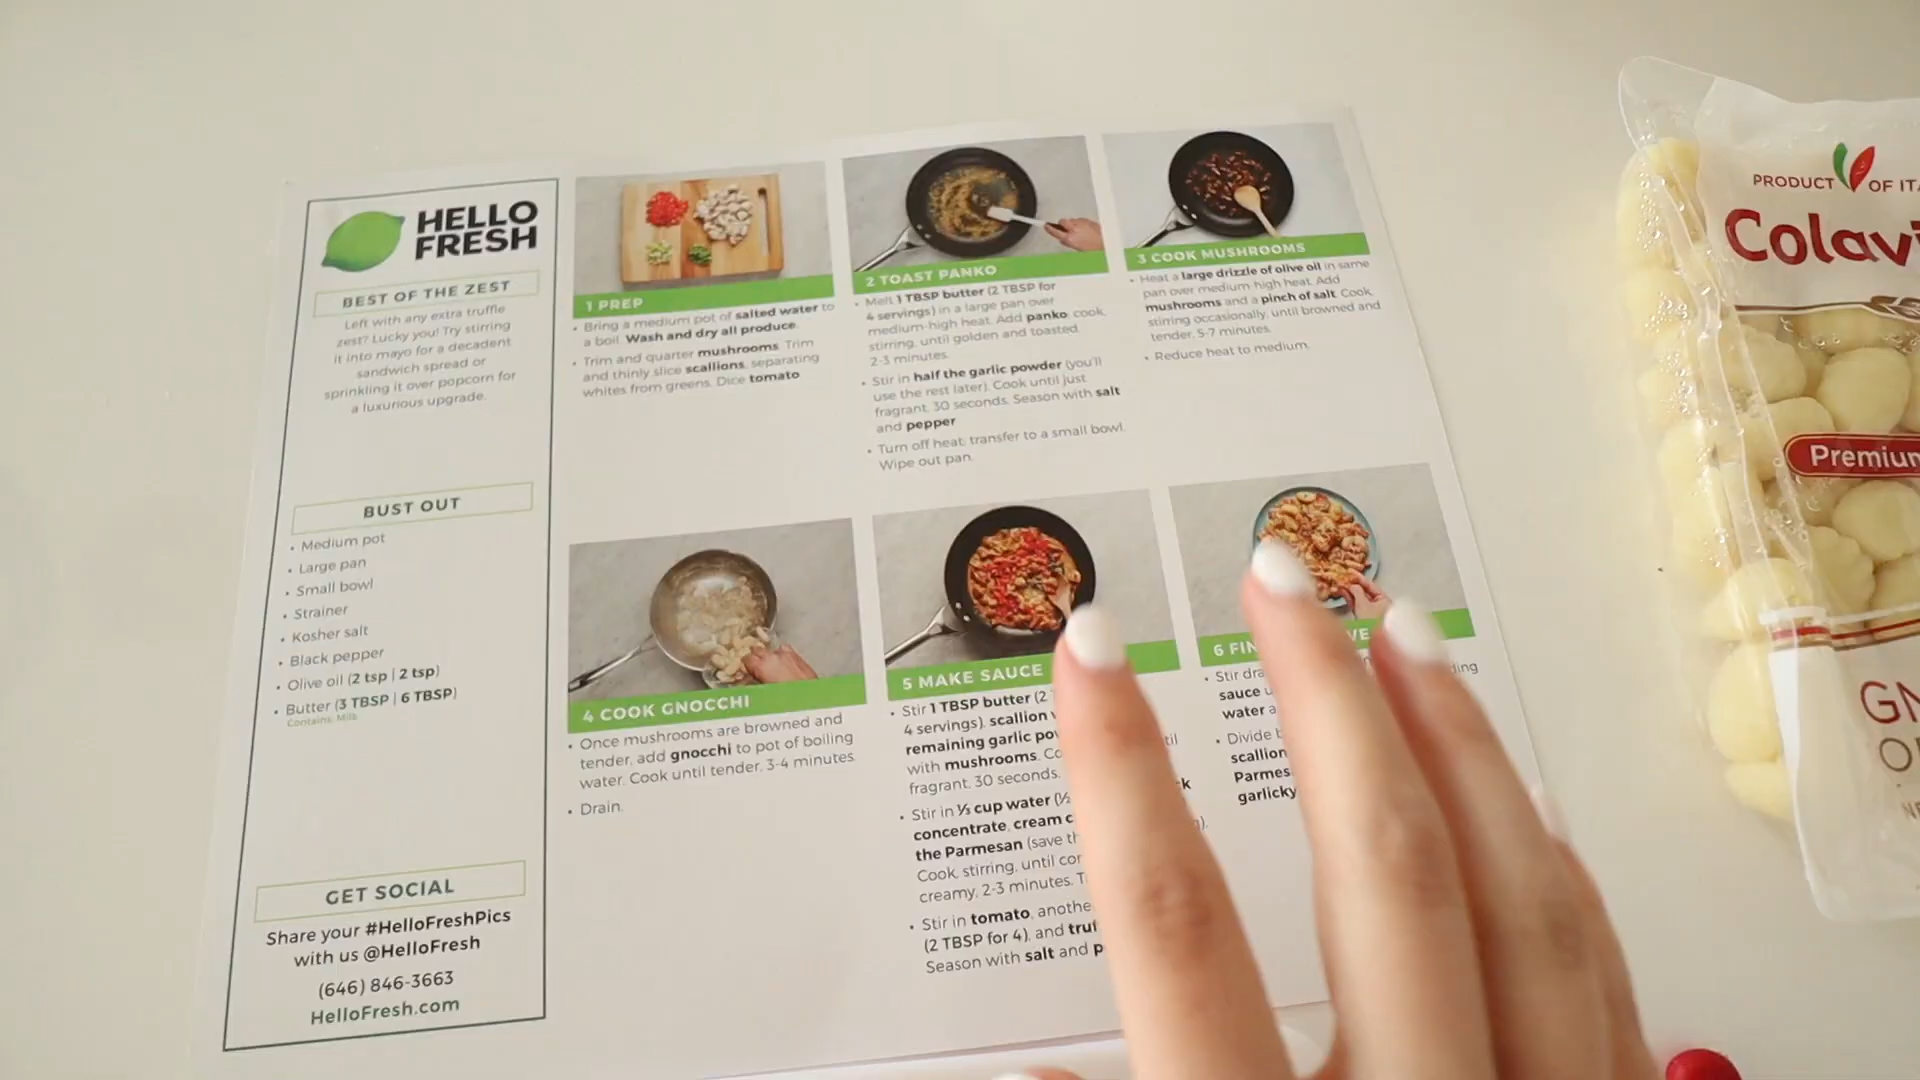 HELLO
FRESH
BEST OF THE ZEST
Left with any extra truffle
zest? Lucky you! Try stirring
it into mayo for a decadent
sandwich spread or
sprinkling it over popcorn for
a luxurious upgrade.
BUST OUT
• Medium pot
• Large pan
• Small bowl
• Strainer
• Kosher salt
• Black pepper
• Olive oil (2 tsp | 2 tsp)
• Butter (3 TBSP | 6 TBSP)
Contains: Milk
GET SOCIAL
Share your #HelloFreshPics
with us @HelloFresh
(646) 846-3663
HelloFresh.com
1 PREP
• Bring a medium pot of salted water to
a boil. Wash and dry all produce.
• Trim and quarter mushrooms. Trim
and thinly slice scallions, separating
whites from greens. Dice tomato
2 TOAST PANKO
• Melt 1 TBSP butter (2 TBSP for
4 servings) in a large pan over
medium-high heat. Add panko; cook,
stirring, until golden and toasted,
2-3 minutes.
• Stir in half the garlic powder (you'll
use the rest later). Cook until just
fragrant, 30 seconds. Season with salt
and pepper
• Turn off heat; transfer to a small bowl.
Wipe out pan.
3 COOK MUSHROOMS
• Heat a large drizzle of olive oil in same
pan over medium high heat. Add
mushrooms and a pinch of salt. Cook,
stirring occasionally, until browned and
tender, 5-7 minutes.
• Reduce heat to medium.
4 COOK GNOCCHI
• Once mushrooms are browned and
tender, add gnocchi to pot of boiling
water. Cook until tender, 3-4 minutes.
• Drain.
5 MAKE SAUCE
• Stir 1 TBSP butter (2
4 servings), scallion
remaining garlic
with mushrooms.
fragrant, 30 seconds.
• Stir in ⅓ cup water
concentrate, cream
the Parmesan (save
Cook, stirring, until
creamy, 2-3 minutes.
• Stir in tomato,
(2 TBSP for 4), and
Season with salt and
6
• Stir
sauce
water
• Divide
scallion
garlicky
PRODUCT OF
Premium